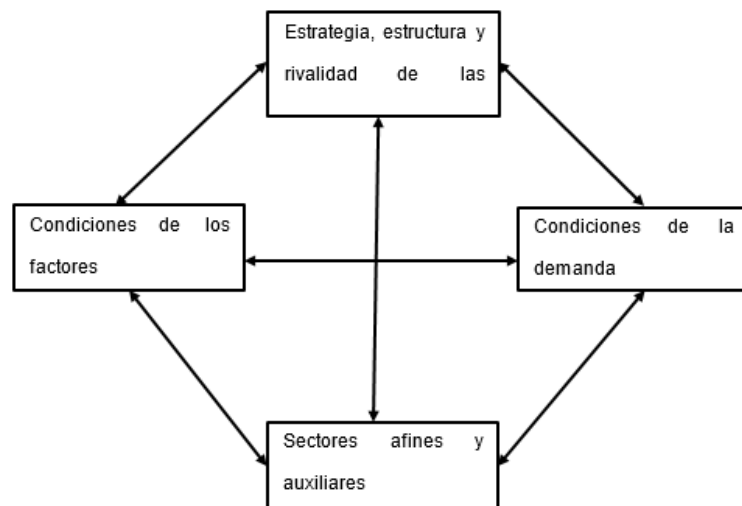 Estrategia, estructura y
rivalidad de las
Condiciones de los
factores
Condiciones de la
demanda
Sectores afines y
auxiliares